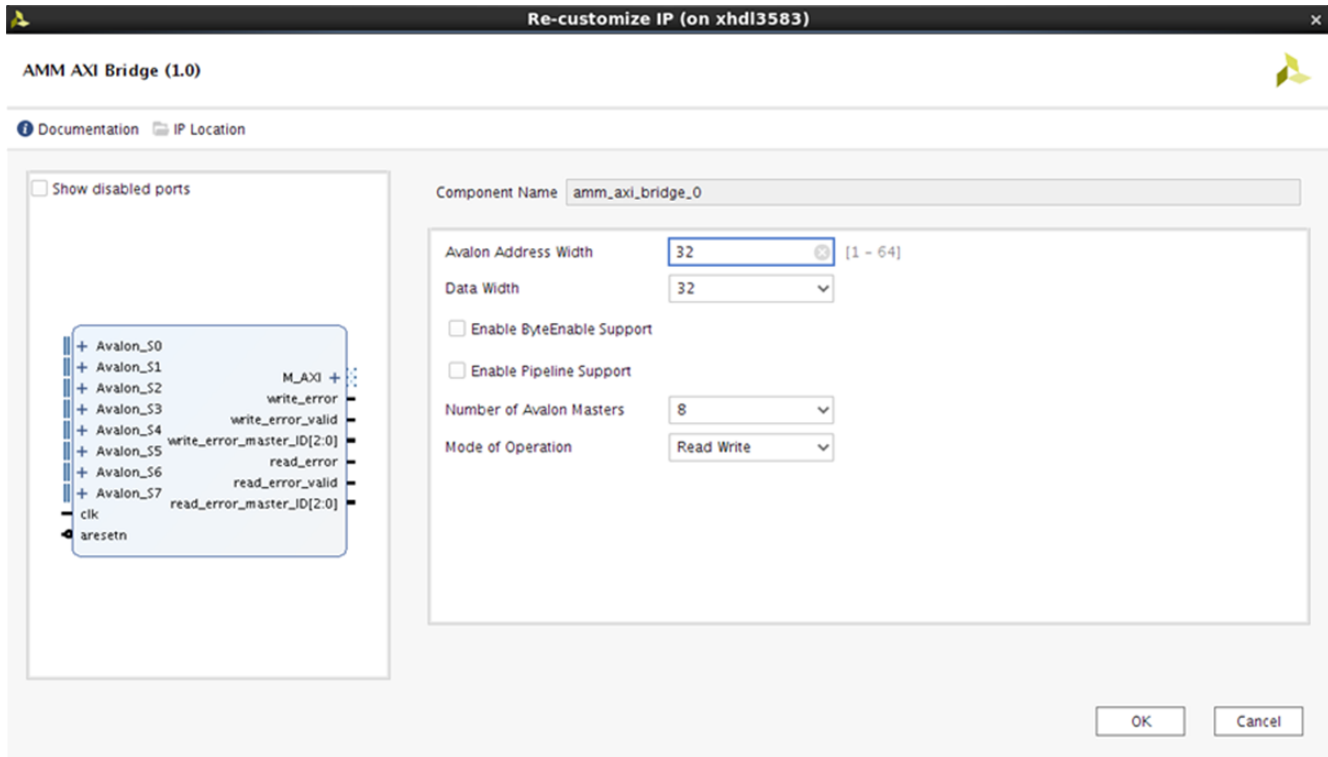 Re-customize IP (on xhdl3583)
AMM AXI Bridge (1.0)
Documentation IP Location
Show disabled ports
Avalon_S0
Avalon_S1
Avalon_S2
Avalon_S3
Avalon_S4
Avalon_S5
Avalon_S6
Avalon_S7
clk
aresetn
M_AXI
write_error
write_error_valid
write_error_master_ID[2:0]
read_error
read_error_valid
read_error_master_ID[2:0]
Component Name amm_axi_bridge_0
Avalon Address Width 32 [1 - 64]
Data Width 32
Enable ByteEnable Support
Enable Pipeline Support
Number of Avalon Masters 8
Mode of Operation Read Write
OK Cancel